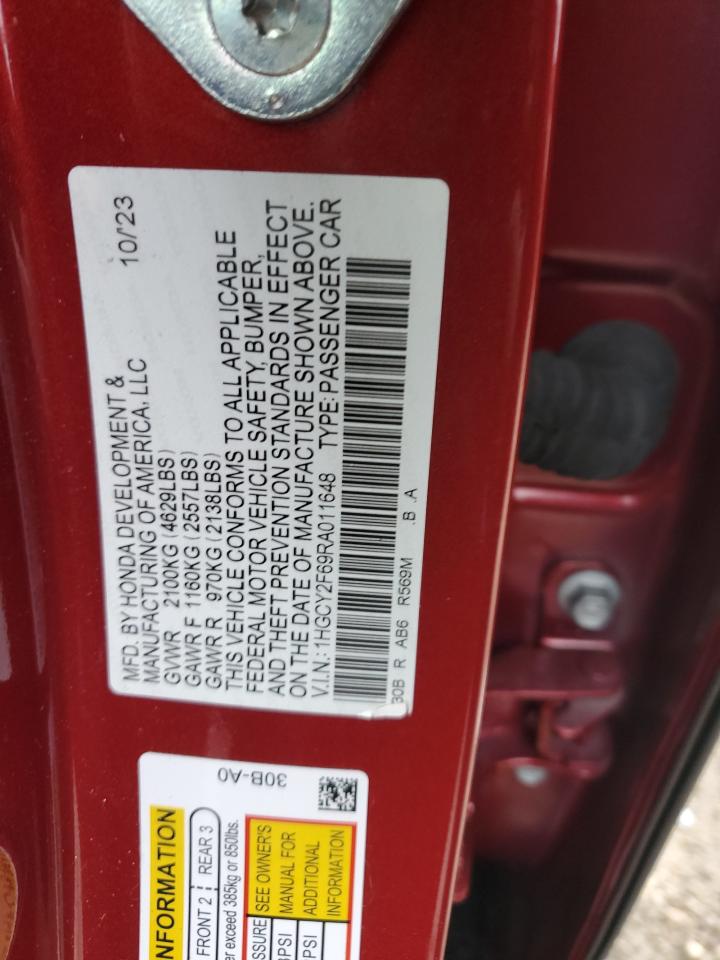 MFD. BY HONDA DEVELOPMENT & 10/23
MANUFACTURING OF AMERICA, LLC
GVWR 2100KG (4629LBS)
GAWR F 1160KG (2557LBS)
GAWR R 970KG (2138LBS)
THIS VEHICLE CONFORMS TO ALL APPLICABLE
FEDERAL MOTOR VEHICLE SAFETY, BUMPER,
AND THEFT PREVENTION STANDARDS IN EFFECT
ON THE DATE OF MANUFACTURE SHOWN ABOVE.
V.I.N.: 1HGCY2F69RA011648 TYPE: PASSENGER CAR
30B R AB6 R569M .B .A
30B-A0
NFORMATION
FRONT 2 REAR 3
er exceed 385kg or 850lbs.
SSURE SEE OWNER'S
PSI MANUAL FOR
PSI ADDITIONAL
INFORMATION